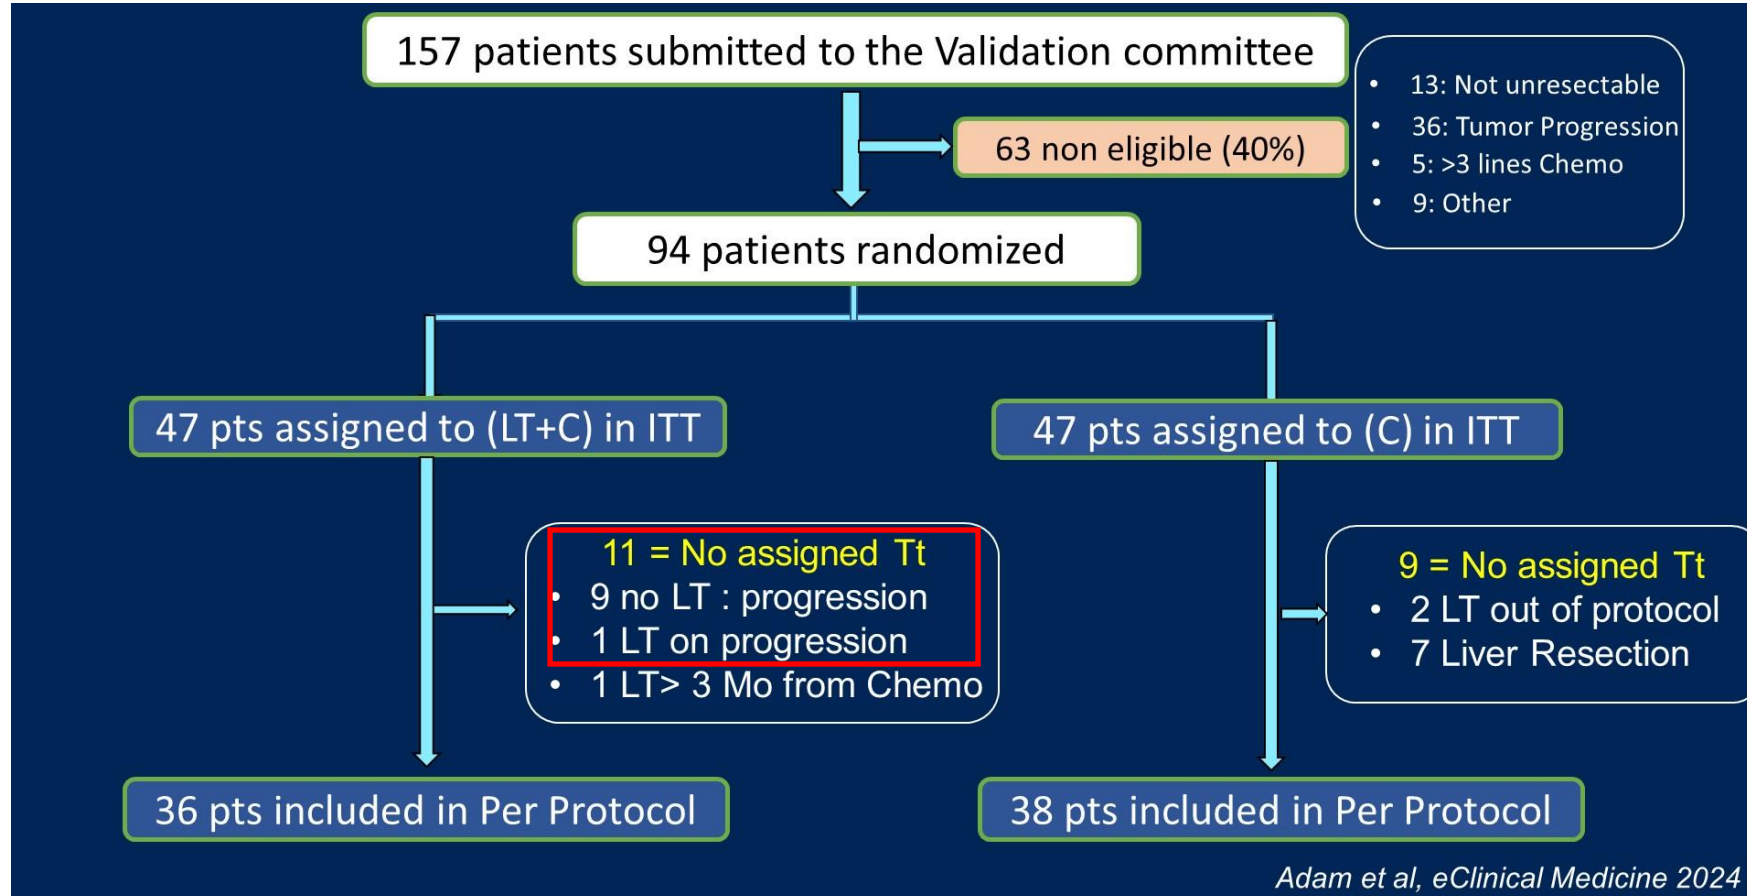 157 patients submitted to the Validation committee
• 13: Not unresectable
• 36: Tumor Progression
• 5: >3 lines Chemo
• 9: Other
63 non eligible (40%)
94 patients randomized
47 pts assigned to (LT+C) in ITT
47 pts assigned to (C) in ITT
11 = No assigned Tt
• 9 no LT : progression
• 1 LT on progression
• 1 LT> 3 Mo from Chemo
9 = No assigned Tt
• 2 LT out of protocol
• 7 Liver Resection
36 pts included in Per Protocol
38 pts included in Per Protocol
Adam et al, eClinical Medicine 2024